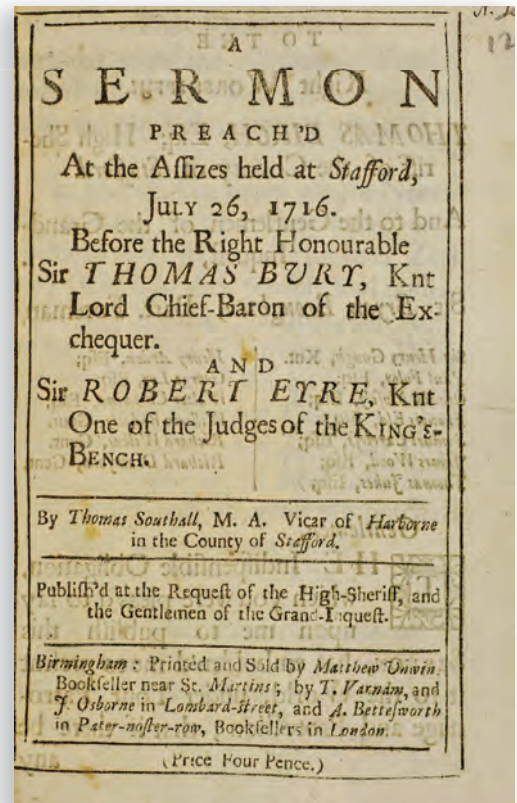 A
SERMON
PREACH'D
At the Aſſizes held at Stafford,
JULY 26, 1716.
Before the Right Honourable
Sir THOMAS BURY, Knt
Lord Chief-Baron of the Ex-
chequer.
AND
Sir ROBERT EYRE, Knt
One of the Judges of the KING's-
BENCH.
By Thomas Southall, M. A. Vicar of Harborne
in the County of Stafford.
Publiſh'd at the Requeſt of the High-Sheriff, and
the Gentlemen of the Grand-Inqueſt.
Birmingham: Printed and Sold by Matthew Unwin
Bookſeller near St. Martins; by T. Varnam, and
J. Osborne in Lombard-ſtreet, and A. Betteſworth
in Pater-noſter-row, Bookſellers in London.
(Price Four Pence.)